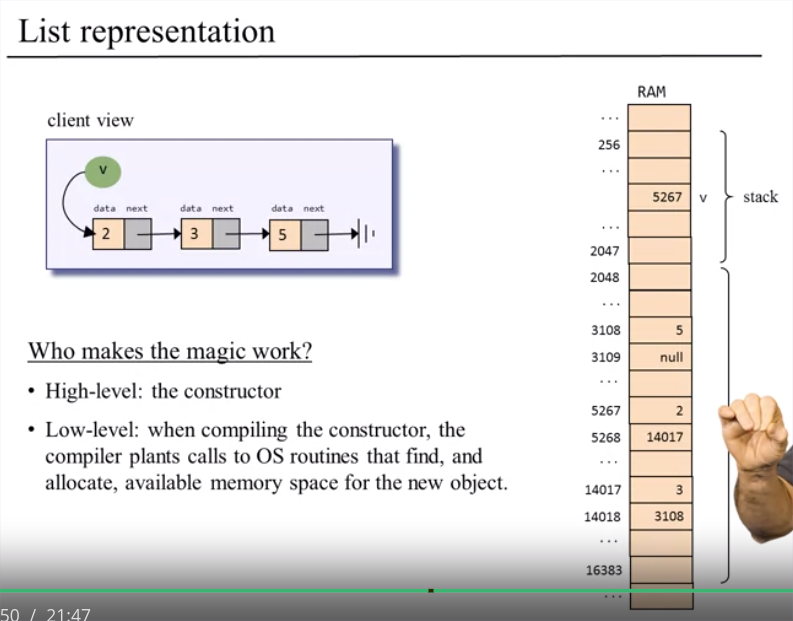 List representation
client view
v
data next data next data next
2 3 5
Who makes the magic work?
• High-level: the constructor
• Low-level: when compiling the constructor, the
compiler plants calls to OS routines that find, and
allocate, available memory space for the new object.
RAM
...
256
...
5267 v stack
...
2047
2048
...
3108 5
3109 null
...
5267 2
5268 14017
...
14017 3
14018 3108
...
16383
...
50 / 21:47